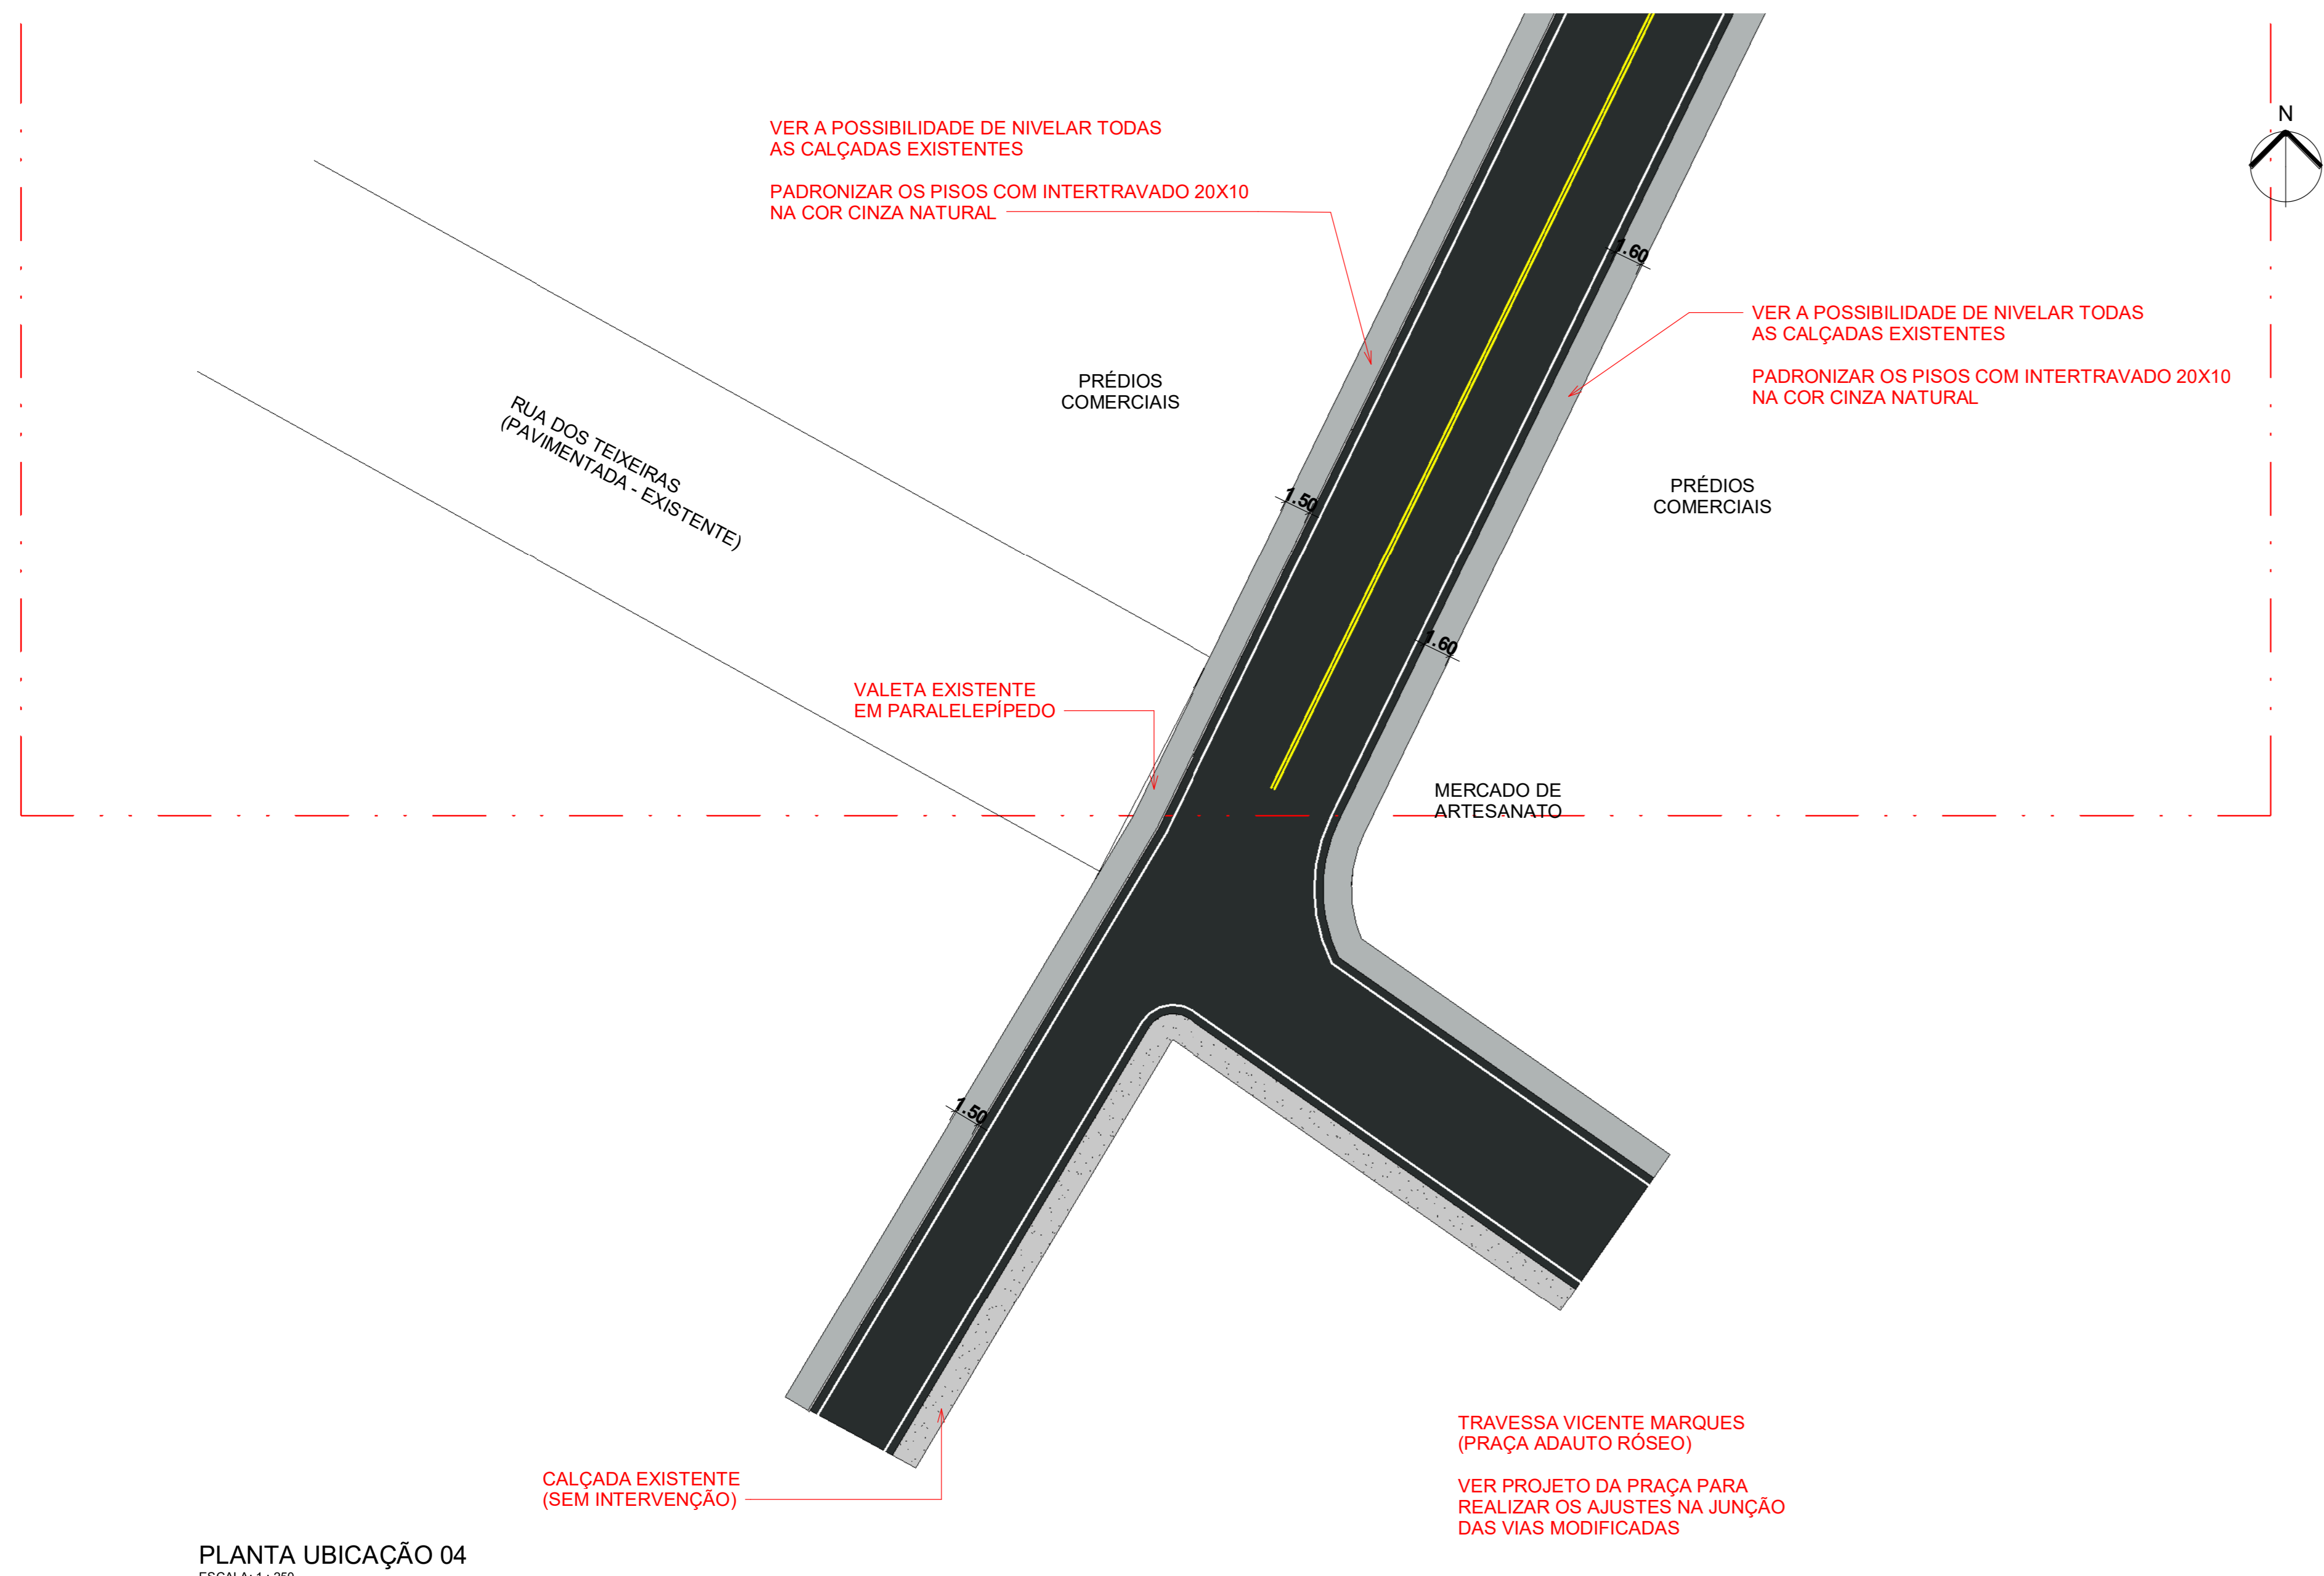 N
VER A POSSIBILIDADE DE NIVELAR TODAS
AS CALÇADAS EXISTENTES
PADRONIZAR OS PISOS COM INTERTRAVADO 20X10
NA COR CINZA NATURAL
1.60
VER A POSSIBILIDADE DE NIVELAR TODAS
AS CALÇADAS EXISTENTES
PADRONIZAR OS PISOS COM INTERTRAVADO 20X10
NA COR CINZA NATURAL
PRÉDIOS
COMERCIAIS
RUA DOS TEIXEIRAS
(PAVIMENTADA - EXISTENTE)
PRÉDIOS
COMERCIAIS
1.50
1.60
VALETA EXISTENTE
EM PARALELEPÍPEDO
MERCADO DE
ARTESANATO
1.50
TRAVESSA VICENTE MARQUES
(PRAÇA ADAUTO RÓSEO)
VER PROJETO DA PRAÇA PARA
REALIZAR OS AJUSTES NA JUNÇÃO
DAS VIAS MODIFICADAS
CALÇADA EXISTENTE
(SEM INTERVENÇÃO)
PLANTA UBICAÇÃO 04
ESCALA: 1 : 250